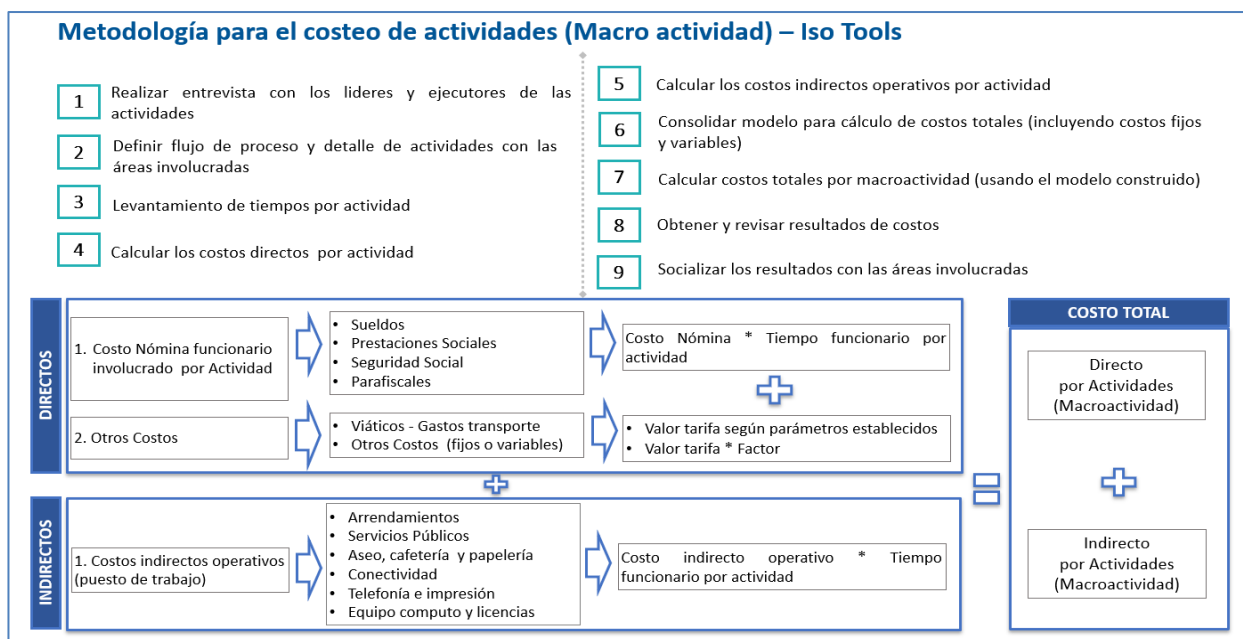 Metodología para el costeo de actividades (Macro actividad) – Iso Tools
1
Realizar entrevista con los lideres y ejecutores de las
actividades
2
Definir flujo de proceso y detalle de actividades con las
áreas involucradas
3
Levantamiento de tiempos por actividad
4
Calcular los costos directos por actividad
5
Calcular los costos indirectos operativos por actividad
6
Consolidar modelo para cálculo de costos totales (incluyendo costos fijos
y variables)
7
Calcular costos totales por macroactividad (usando el modelo construido)
8
Obtener y revisar resultados de costos
9
Socializar los resultados con las áreas involucradas
DIRECTOS
1. Costo Nómina funcionario
involucrado por Actividad
• Sueldos
• Prestaciones Sociales
• Seguridad Social
• Parafiscales
Costo Nómina * Tiempo funcionario por
actividad
2. Otros Costos
• Viáticos - Gastos transporte
• Otros Costos (fijos o variables)
• Valor tarifa según parámetros establecidos
• Valor tarifa * Factor
INDIRECTOS
1. Costos indirectos operativos
(puesto de trabajo)
• Arrendamientos
• Servicios Públicos
• Aseo, cafetería y papelería
• Conectividad
• Telefonía e impresión
• Equipo computo y licencias
Costo indirecto operativo * Tiempo
funcionario por actividad
COSTO TOTAL
Directo
por Actividades
(Macroactividad)
Indirecto
por Actividades
(Macroactividad)